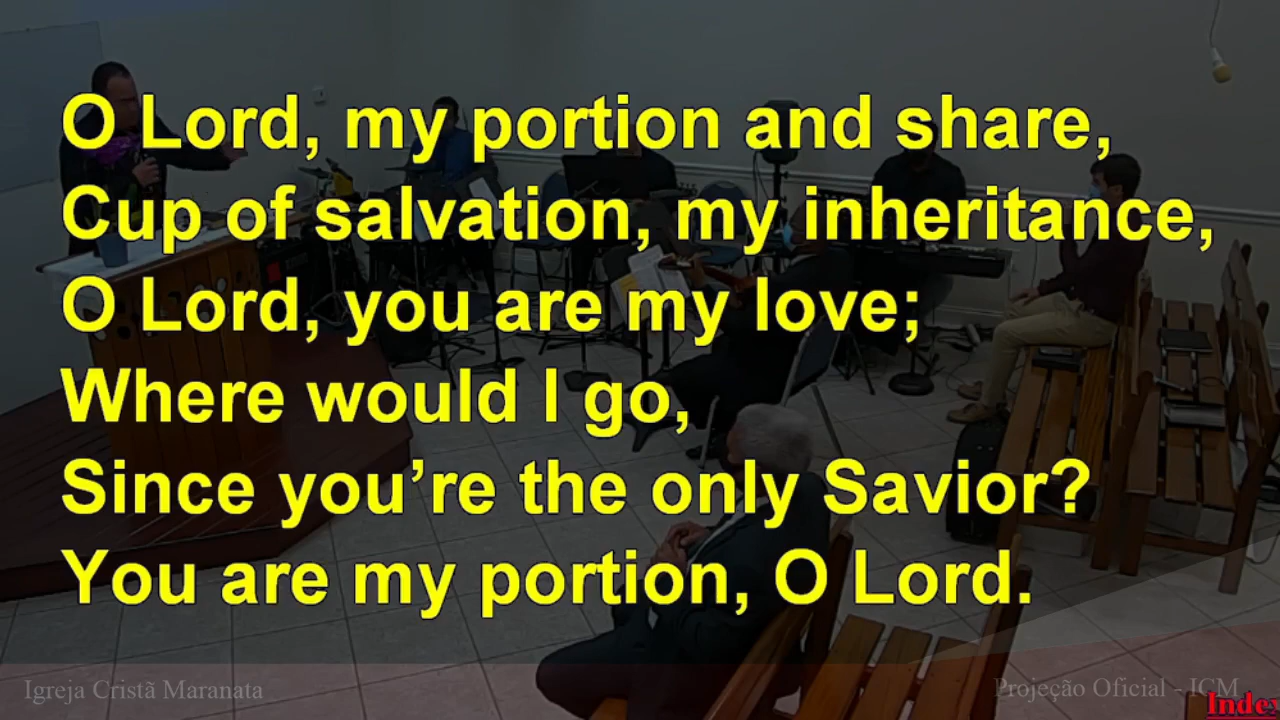 O Lord, my portion and share,
Cup of salvation, my inheritance,
O Lord, you are my love;
Where would I go,
Since you’re the only Savior?
You are my portion, O Lord.
Igreja Cristã Maranata
Projeção Oficial - ICM
Index